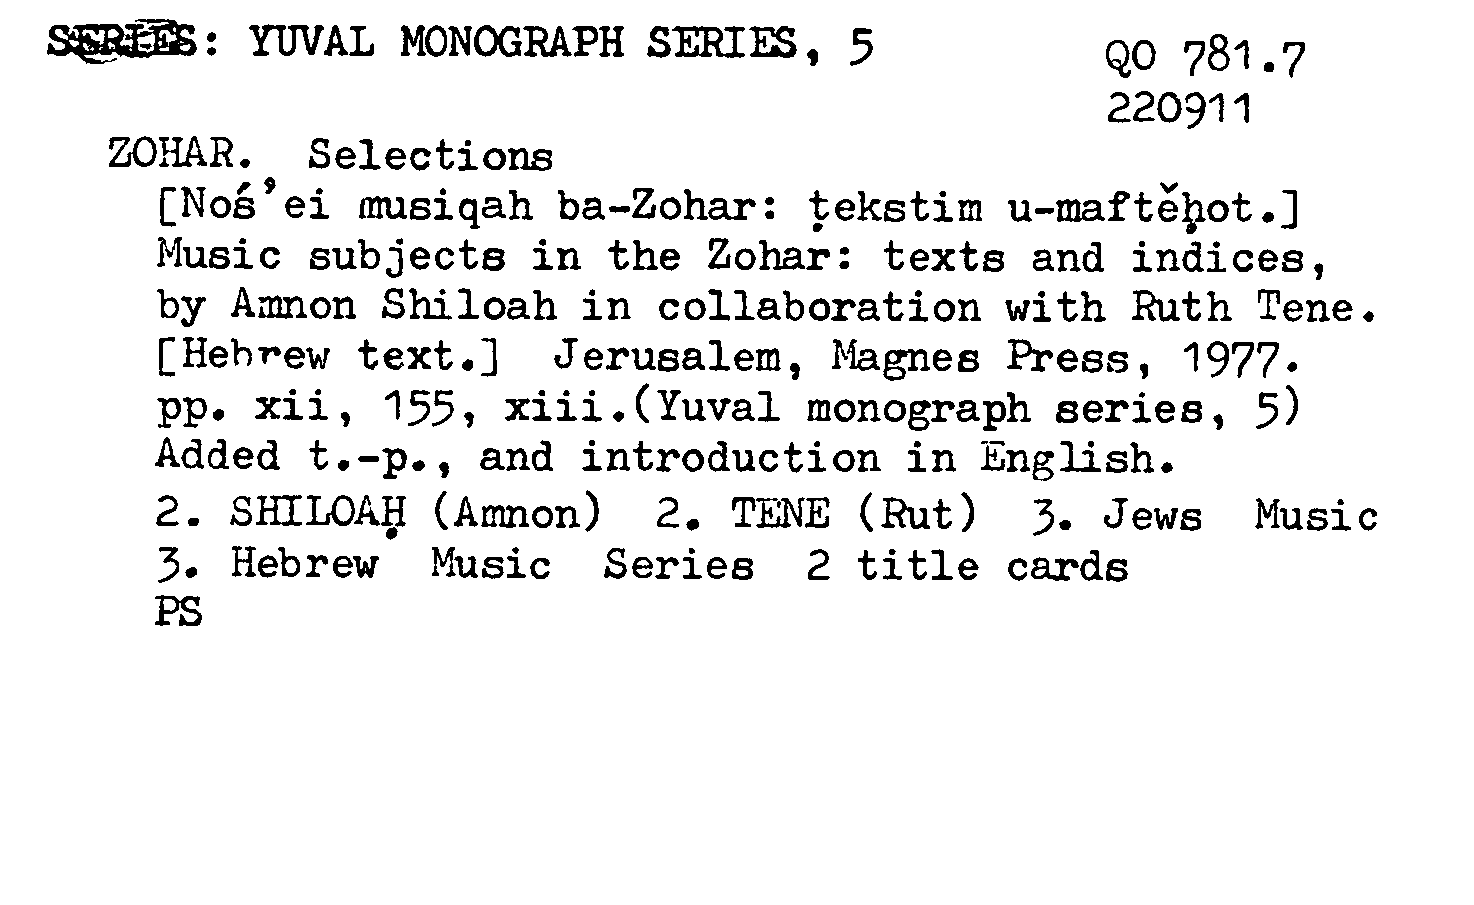 SERIES: YUVAL MONOGRAPH SERIES, 5
QO 781.7
220911
ZOHAR. Selections
[Noś'ei musiqah ba-Zohar: ṭekstim u-maftěḥot.]
Music subjects in the Zohar: texts and indices,
by Amnon Shiloah in collaboration with Ruth Tene.
[Hebrew text.] Jerusalem, Magnes Press, 1977.
pp. xii, 155, xiii.(Yuval monograph series, 5)
Added t.-p., and introduction in English.
2. SHILOAḤ (Amnon) 2. TENE (Rut) 3. Jews Music
3. Hebrew Music Series 2 title cards
PS